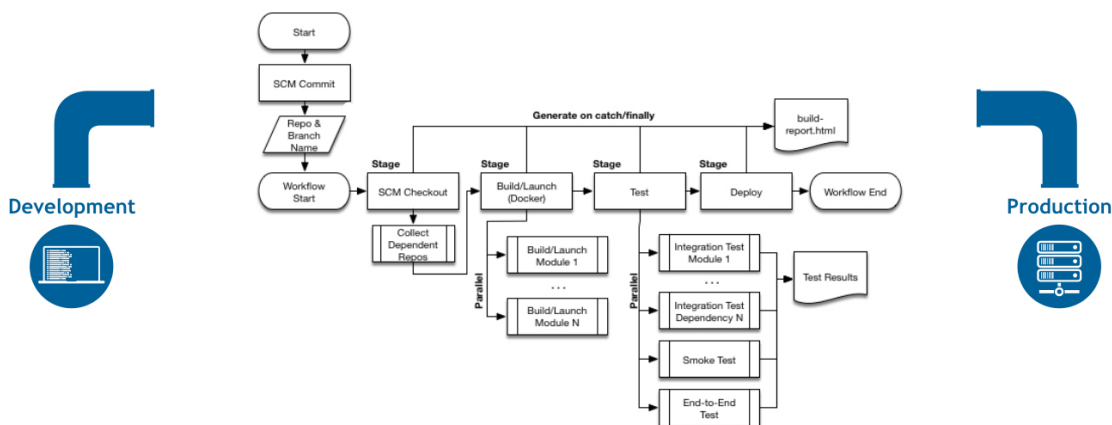 Start
SCM Commit
Repo &
Branch
Name
Generate on catch/finally
build-
report.html
Stage
Stage
Stage
Stage
Workflow
Start
SCM Checkout
Build/Launch
(Docker)
Test
Deploy
Workflow End
Development
Production
Collect
Dependent
Repos
Parallel
Build/Launch
Module 1
...
Build/Launch
Module N
Parallel
Integration Test
Module 1
...
Integration Test
Dependency N
Smoke Test
End-to-End
Test
Test Results